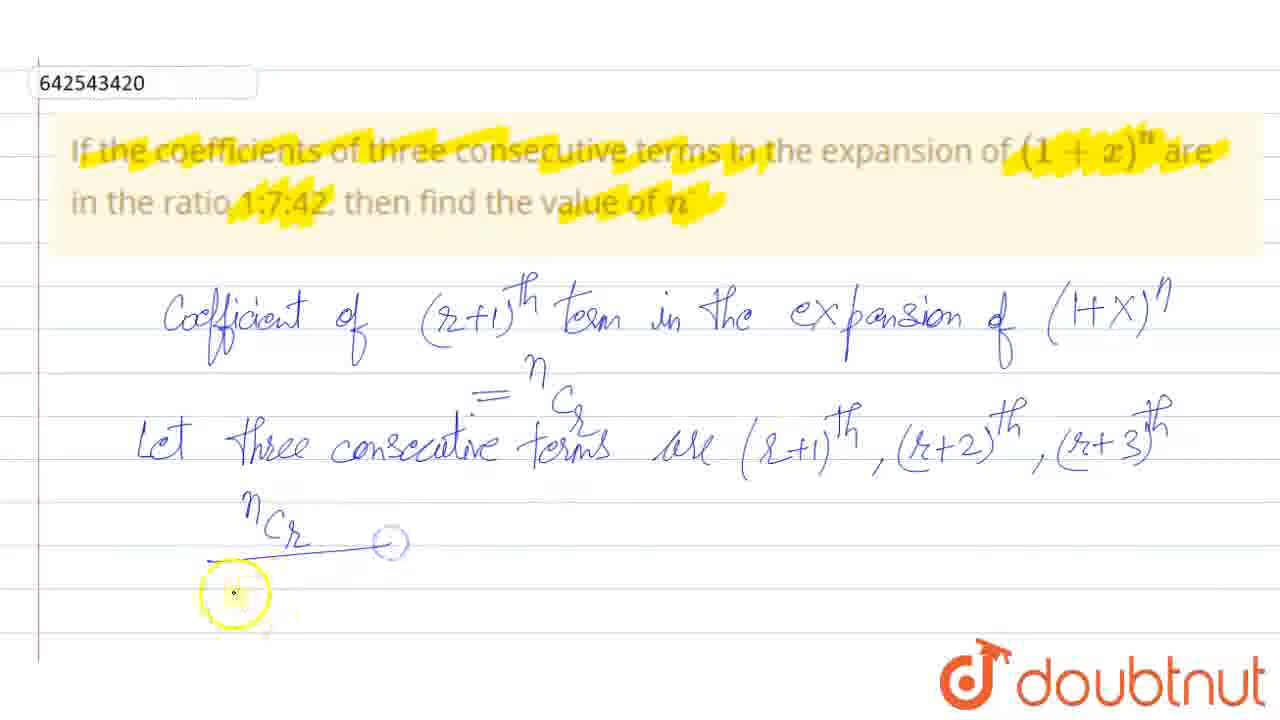 642543420
If the coefficients of three consecutive terms in the expansion of (1 + x)ⁿ are
in the ratio 1:7:42, then find the value of n
Coefficient of (r+1)ᵗʰ term in the expansion of (1+x)ⁿ
= ⁿCᵣ
Let three consecutive terms are (r+1)ᵗʰ, (r+2)ᵗʰ, (r+3)ᵗʰ
ⁿCᵣ
doubtnut